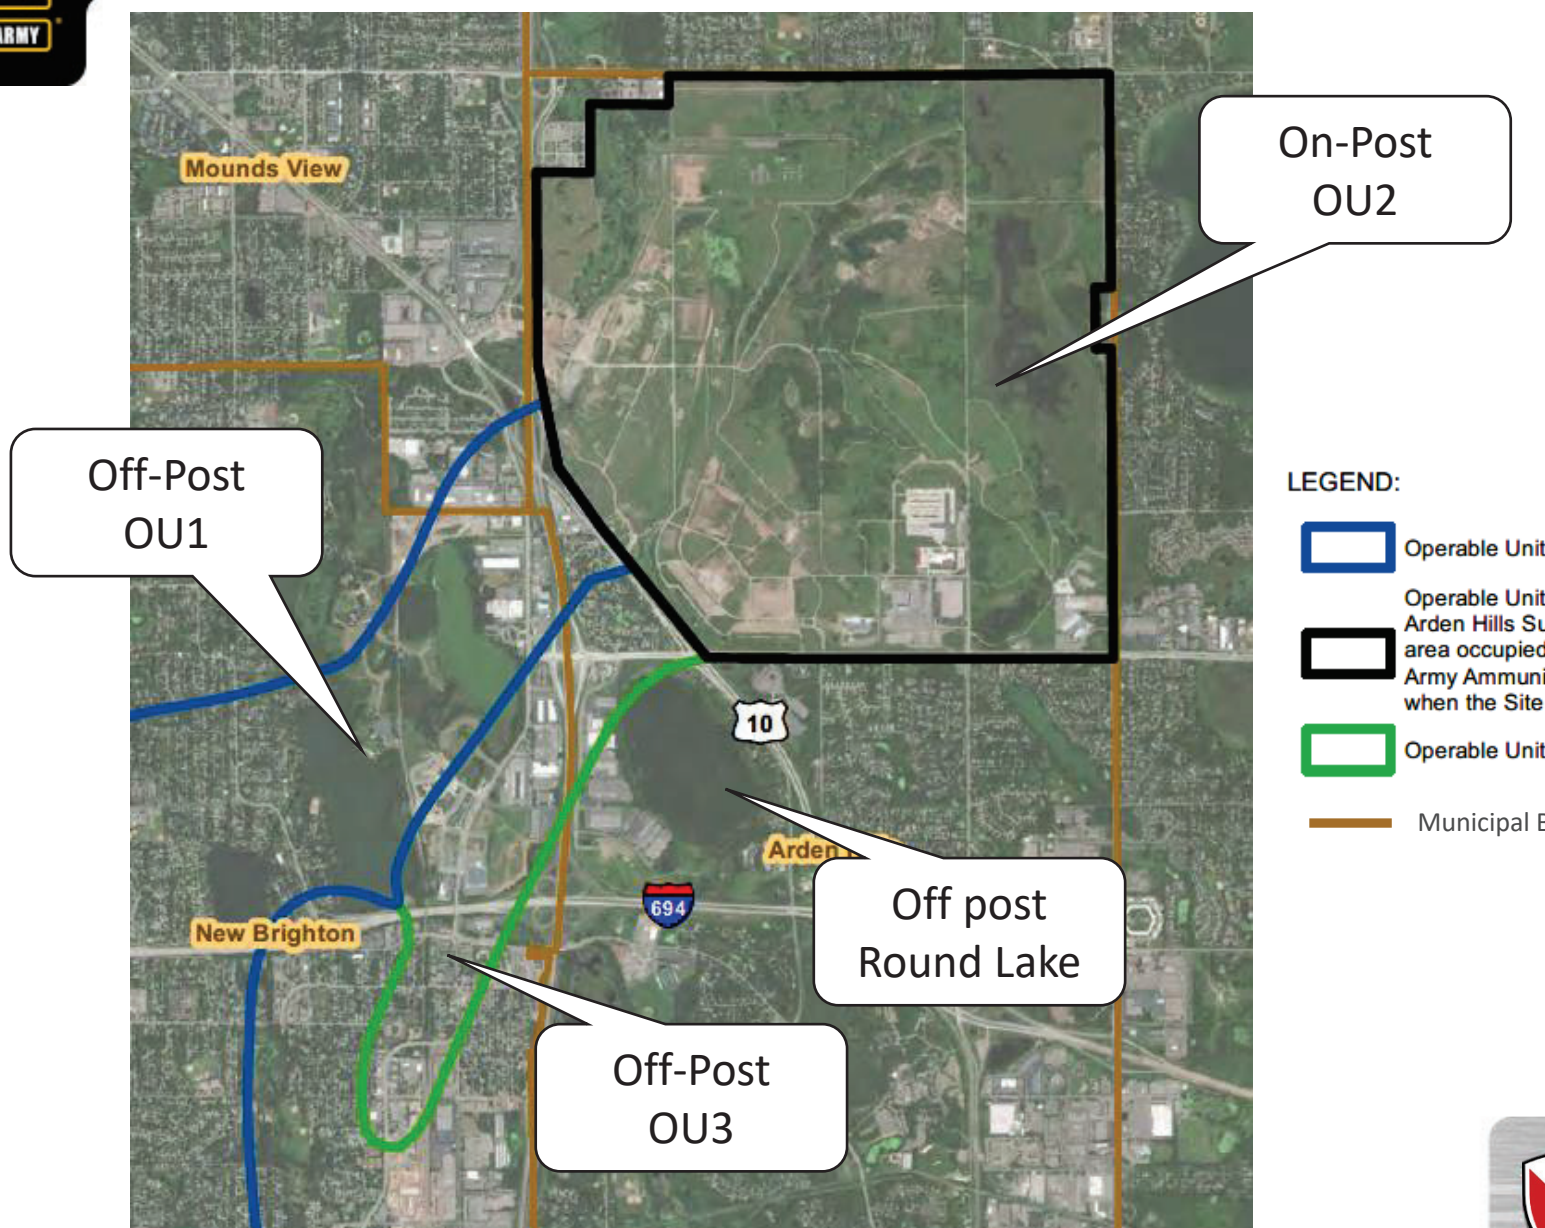 ARMY
Mounds View
On-Post
OU2
Off-Post
OU1
LEGEND:
Operable Unit
Operable Unit
Arden Hills Su
area occupied
Army Ammuni
when the Site
Operable Unit
Municipal B
10
Arden
694
Off post
Round Lake
New Brighton
Off-Post
OU3